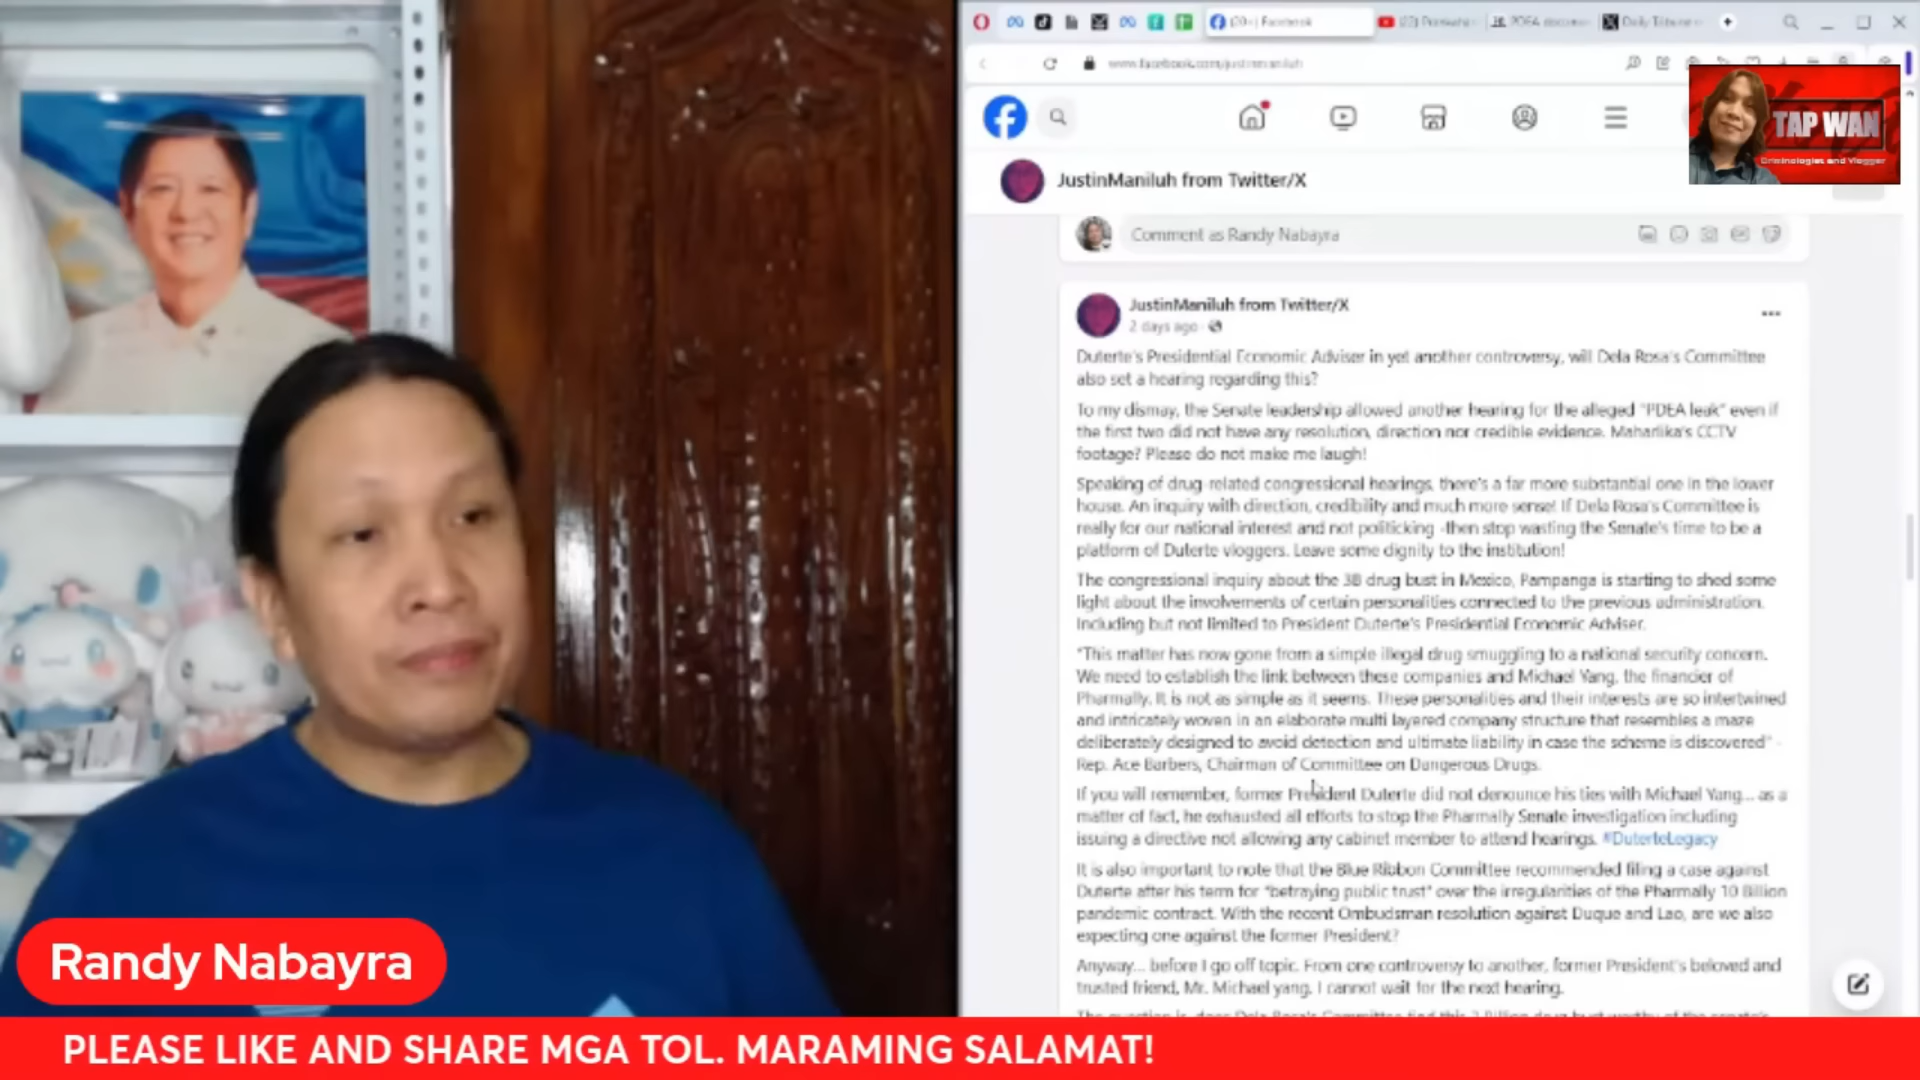 (20+) Facebook
PDEA
Daily Tribune
www.facebook.com/justinmaniluh
TAP WAN
Criminologist and Vlogger
JustinManiluh from Twitter/X
Comment as Randy Nabayra
JustinManiluh from Twitter/X
2 days ago
Duterte's Presidential Economic Adviser in yet another controversy, will Dela Rosa's Committee
also set a hearing regarding this?
To my dismay, the Senate leadership allowed another hearing for the alleged "PDEA leak" even if
the first two did not have any resolution, direction nor credible evidence. Maharlika's CCTV
footage? Please do not make me laugh!
Speaking of drug-related congressional hearings, there's a far more substantial one in the lower
house. An inquiry with direction, credibility and much more sense! If Dela Rosa's Committee is
really for our national interest and not politicking -then stop wasting the Senate's time to be a
platform of Duterte vloggers. Leave some dignity to the institution!
The congressional inquiry about the 3B drug bust in Mexico, Pampanga is starting to shed some
light about the involvements of certain personalities connected to the previous administration.
Including but not limited to President Duterte's Presidential Economic Adviser.
"This matter has now gone from a simple illegal drug smuggling to a national security concern.
We need to establish the link between these companies and Michael Yang, the financier of
Pharmally. It is not as simple as it seems. These personalities and their interests are so intertwined
and intricately woven in an elaborate multi layered company structure that resembles a maze
deliberately designed to avoid detection and ultimate liability in case the scheme is discovered" -
Rep. Ace Barbers, Chairman of Committee on Dangerous Drugs.
If you will remember, former President Duterte did not denounce his ties with Michael Yang... as a
matter of fact, he exhausted all efforts to stop the Pharmally Senate investigation including
issuing a directive not allowing any cabinet member to attend hearings. #DuterteLegacy
It is also important to note that the Blue Ribbon Committee recommended filing a case against
Duterte after his term for "betraying public trust" over the irregularities of the Pharmally 10 Billion
pandemic contract. With the recent Ombudsman resolution against Duque and Lao, are we also
expecting one against the former President?
Anyway... before I go off topic. From one controversy to another, former President's beloved and
trusted friend, Mr. Michael yang. I cannot wait for the next hearing.
Randy Nabayra
PLEASE LIKE AND SHARE MGA TOL. MARAMING SALAMAT!